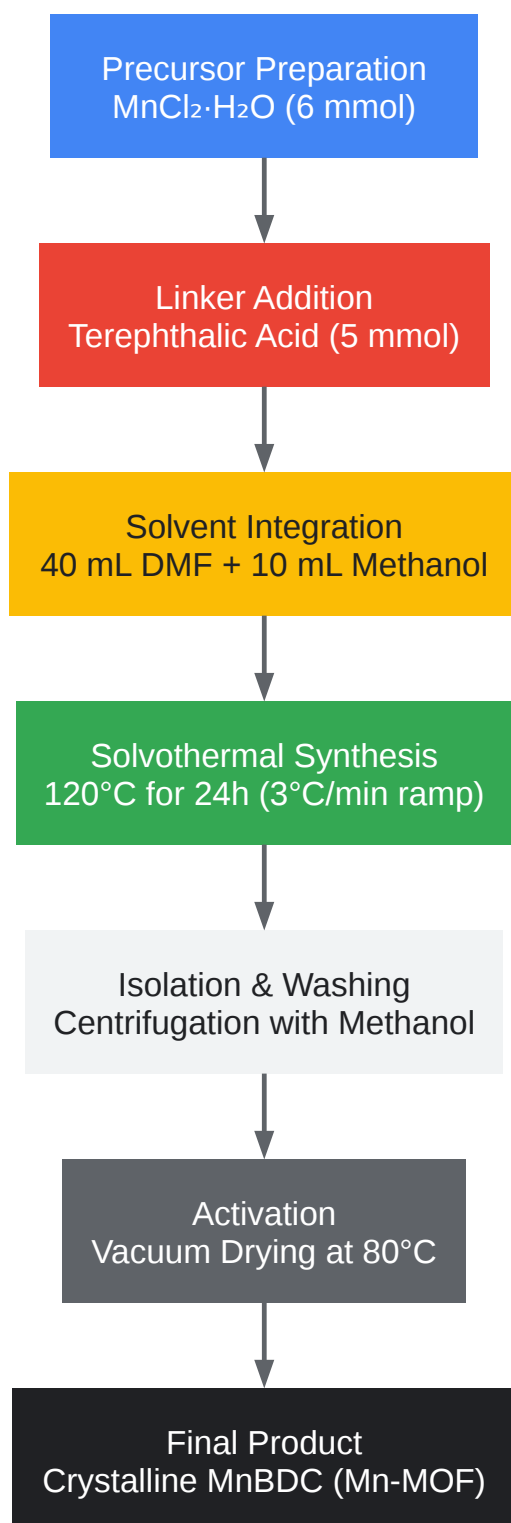 Precursor Preparation
MnCl₂·H₂O (6 mmol)
Linker Addition
Terephthalic Acid (5 mmol)
Solvent Integration
40 mL DMF + 10 mL Methanol
Solvothermal Synthesis
120°C for 24h (3°C/min ramp)
Isolation & Washing
Centrifugation with Methanol
Activation
Vacuum Drying at 80°C
Final Product
Crystalline MnBDC (Mn-MOF)